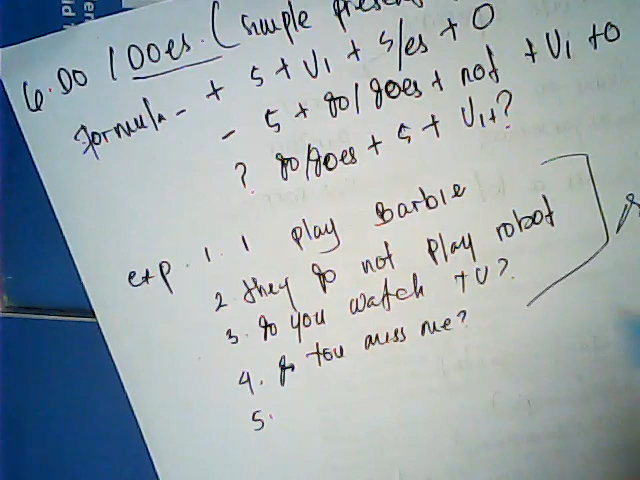 6. Do / Does. (simple present
Formula - + S + V1 + s/es + O
- S + do / does + not + V1 + O
? do/does + S + V1 + ?
exp. 1. I play Barbie
2. they do not play robot
3. do you watch TV?
4. do you miss me?
5.